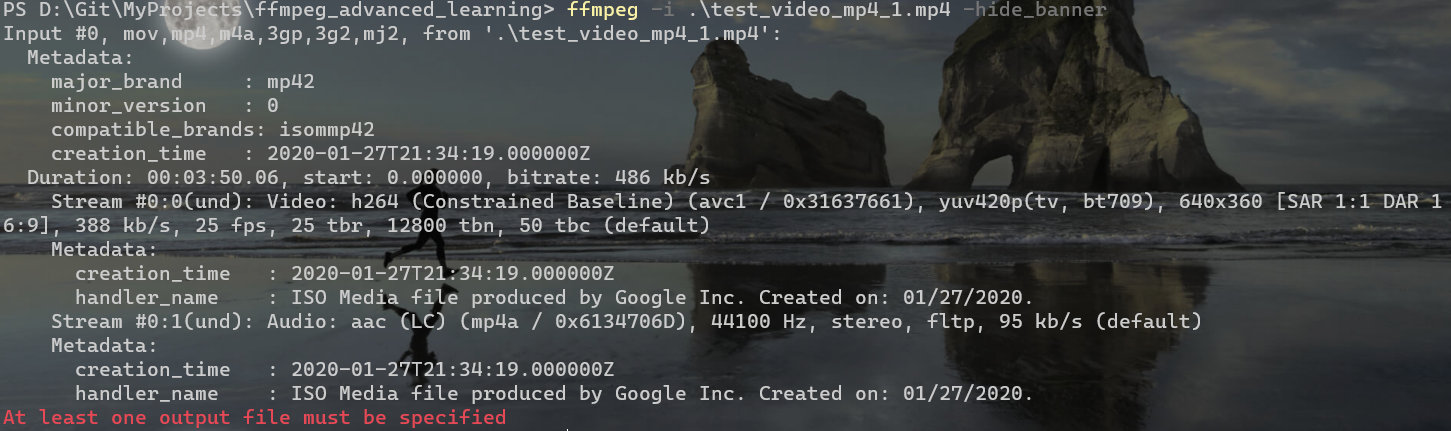 PS D:\Git\MyProjects\ffmpeg_advanced_learning> ffmpeg -i .\test_video_mp4_1.mp4 -hide_banner
Input #0, mov,mp4,m4a,3gp,3g2,mj2, from '.\test_video_mp4_1.mp4':
  Metadata:
    major_brand     : mp42
    minor_version   : 0
    compatible_brands: isommp42
    creation_time   : 2020-01-27T21:34:19.000000Z
  Duration: 00:03:50.06, start: 0.000000, bitrate: 486 kb/s
    Stream #0:0(und): Video: h264 (Constrained Baseline) (avc1 / 0x31637661), yuv420p(tv, bt709), 640x360 [SAR 1:1 DAR 1
6:9], 388 kb/s, 25 fps, 25 tbr, 12800 tbn, 50 tbc (default)
    Metadata:
      creation_time   : 2020-01-27T21:34:19.000000Z
      handler_name    : ISO Media file produced by Google Inc. Created on: 01/27/2020.
    Stream #0:1(und): Audio: aac (LC) (mp4a / 0x6134706D), 44100 Hz, stereo, fltp, 95 kb/s (default)
    Metadata:
      creation_time   : 2020-01-27T21:34:19.000000Z
      handler_name    : ISO Media file produced by Google Inc. Created on: 01/27/2020.
At least one output file must be specified